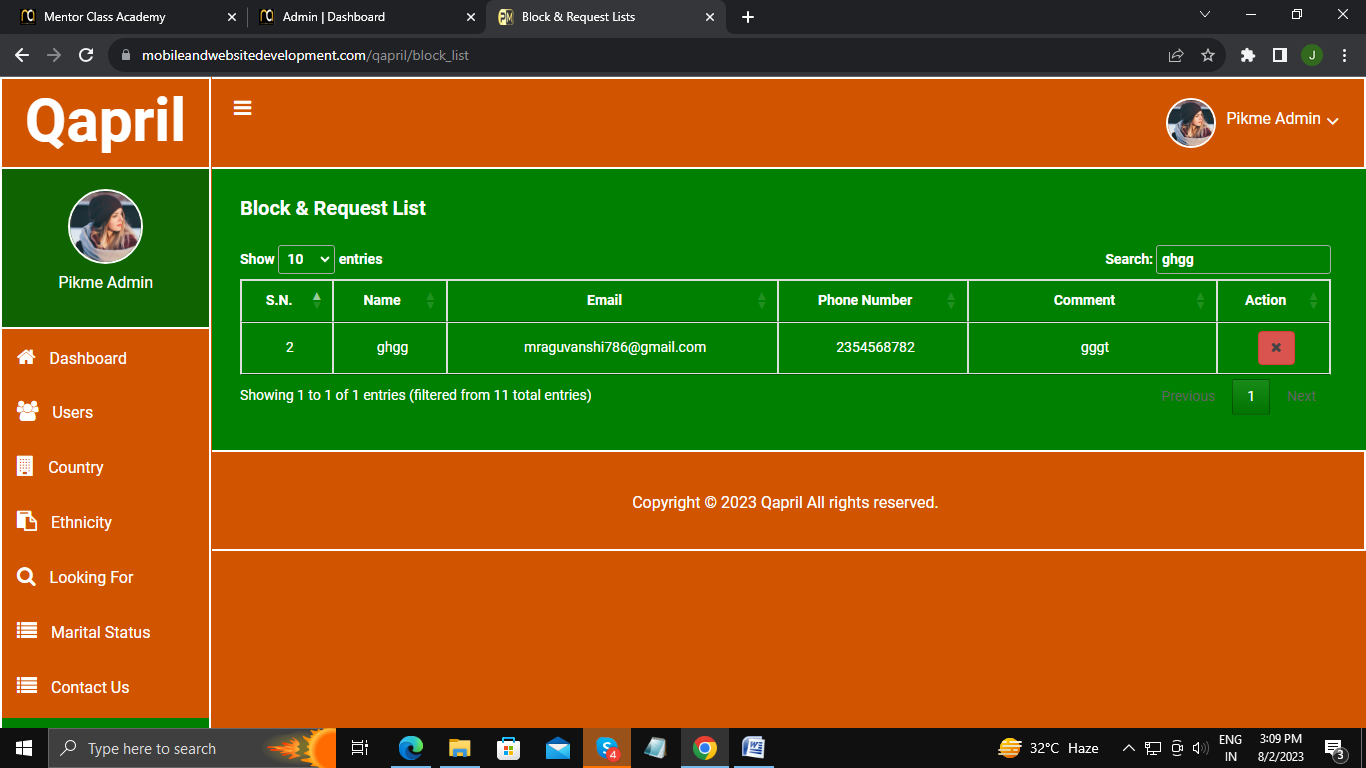 Mentor Class Academy
Admin | Dashboard
Block & Request Lists
mobileandwebsitedevelopment.com/qapril/block_list
J
Qapril
Pikme Admin
Pikme Admin
Dashboard
Users
Country
Ethnicity
Looking For
Marital Status
Contact Us
Block & Request List
Show 10 entries
Search: ghgg
S.N. Name Email Phone Number Comment Action
2 ghgg mraguvanshi786@gmail.com 2354568782 gggt
Showing 1 to 1 of 1 entries (filtered from 11 total entries)
Previous 1 Next
Copyright © 2023 Qapril All rights reserved.
Type here to search
4
32°C Haze
ENG
IN
3:09 PM
8/2/2023
3